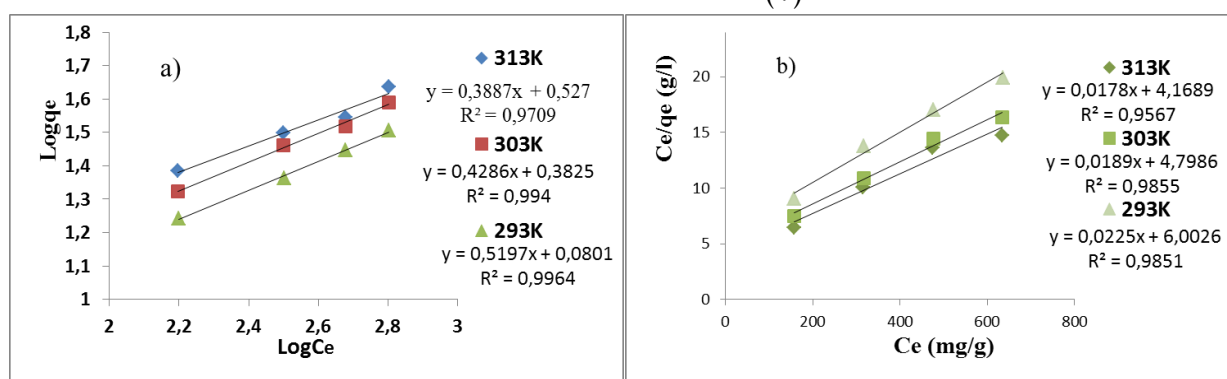 a)
Logqe
1,8
1,7
1,6
1,5
1,4
1,3
1,2
1,1
1
2 2,2 2,4 2,6 2,8 3
LogCe
313K
y = 0,3887x + 0,527
R² = 0,9709
303K
y = 0,4286x + 0,3825
R² = 0,994
293K
y = 0,5197x + 0,0801
R² = 0,9964
b)
Ce/qe (g/l)
20
15
10
5
0
0 200 400 600 800
Ce (mg/g)
313K
y = 0,0178x + 4,1689
R² = 0,9567
303K
y = 0,0189x + 4,7986
R² = 0,9855
293K
y = 0,0225x + 6,0026
R² = 0,9851